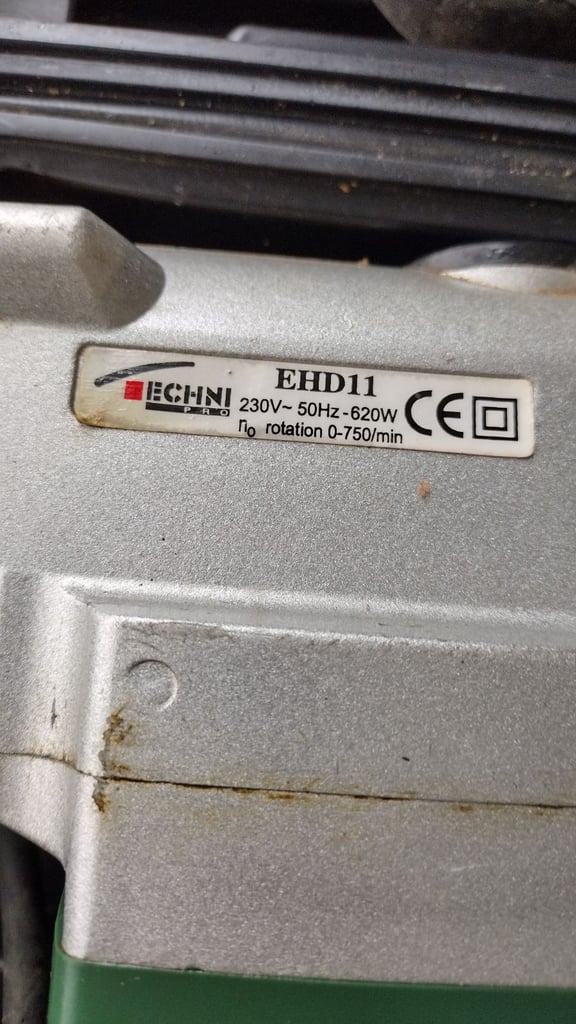 TECHNI
PRO
EHD11
230V~ 50Hz - 620W
n₀ rotation 0-750/min
CE